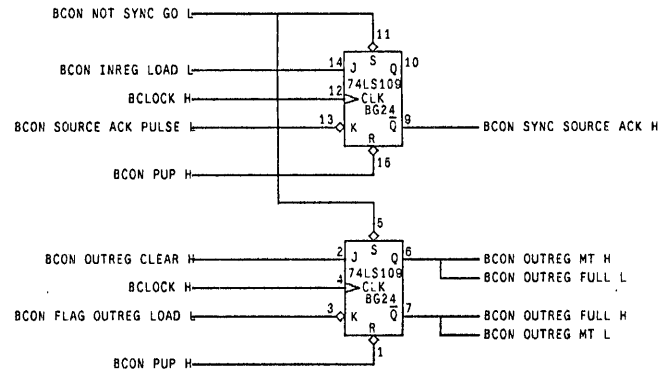 BCON NOT SYNC GO L
11
BCON INREG LOAD L 14 J S Q 10
74LS109
BCLOCK H 12 CLK
BG24
BCON SOURCE ACK PULSE L 13 K Q 9 BCON SYNC SOURCE ACK H
R
15
BCON PUP H
5
BCON OUTREG CLEAR H 2 J S Q 6 BCON OUTREG MT H
74LS109 BCON OUTREG FULL L
BCLOCK H 4 CLK
BG24
BCON FLAG OUTREG LOAD L 3 K Q 7 BCON OUTREG FULL H
R BCON OUTREG MT L
1
BCON PUP H